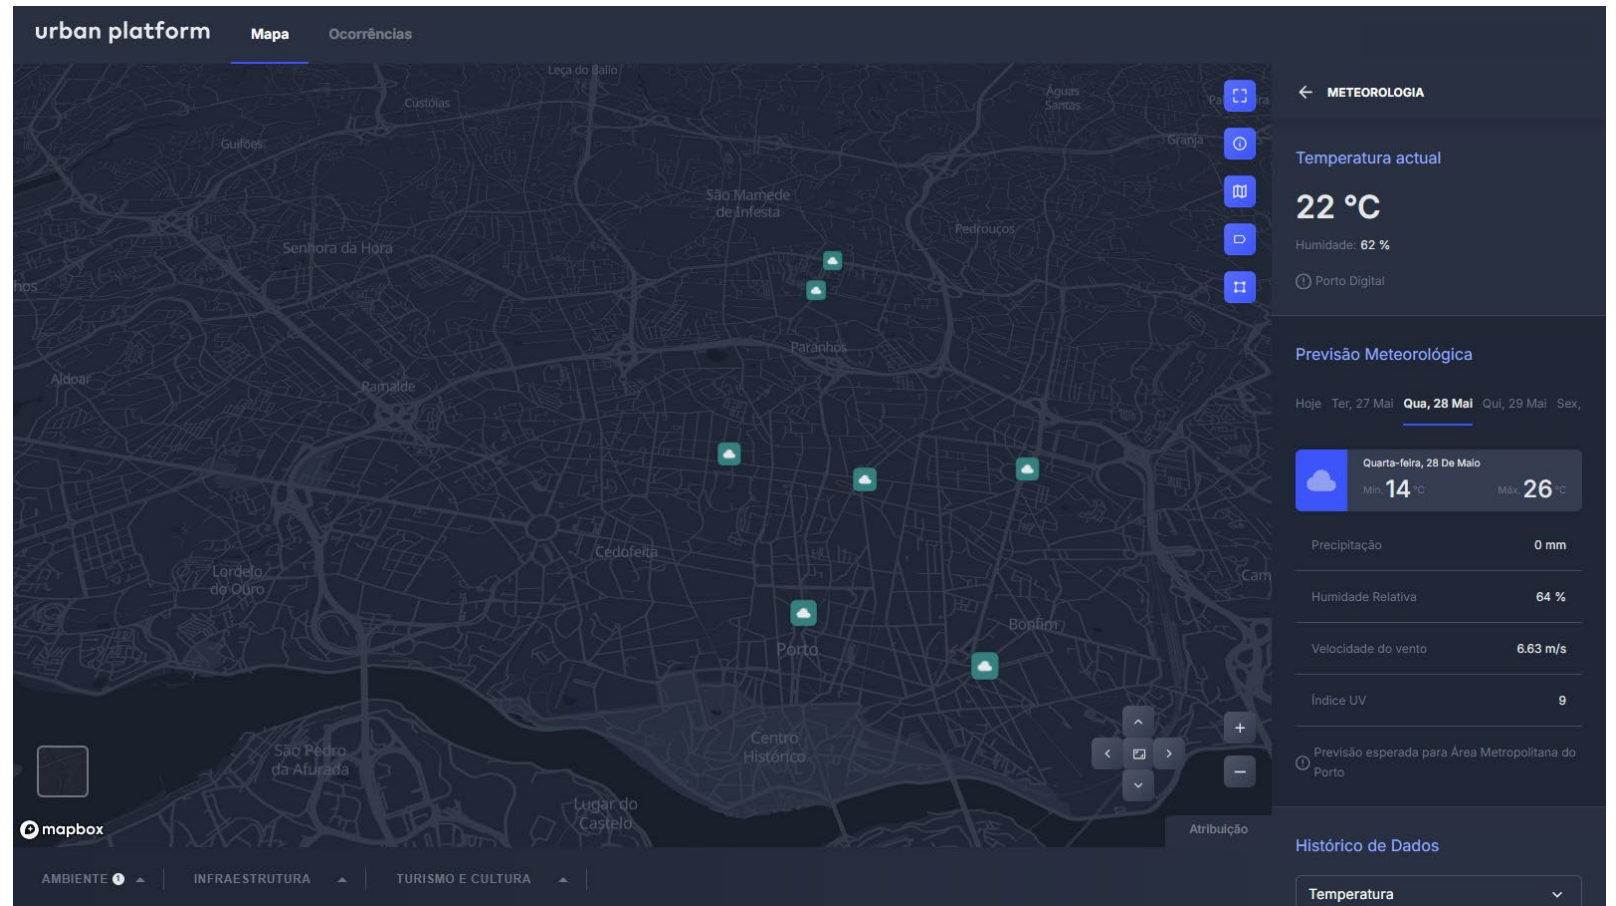 urban platform
Mapa
Ocorrências
Leça do Balio
Custóias
Águas
Santas
Guifões
Granja
São Mamede
de Infesta
Pedrouços
Senhora da Hora
Paranhos
Aldoar
Ramalde
Cedofeita
Lordelo
do Ouro
Bonfim
Porto
Centro
Histórico
São Pedro
da Afurada
Lugar do
Castelo
mapbox
Atribuição
METEOROLOGIA
Temperatura actual
22 °C
Humidade: 62 %
Porto Digital
Previsão Meteorológica
Hoje Ter, 27 Mai Qua, 28 Mai Qui, 29 Mai Sex,
Quarta-feira, 28 De Maio
Mín. 14 °C Máx. 26 °C
Precipitação 0 mm
Humidade Relativa 64 %
Velocidade do vento 6.63 m/s
Índice UV 9
Previsão esperada para Área Metropolitana do
Porto
Histórico de Dados
Temperatura
AMBIENTE 1
INFRAESTRUTURA
TURISMO E CULTURA